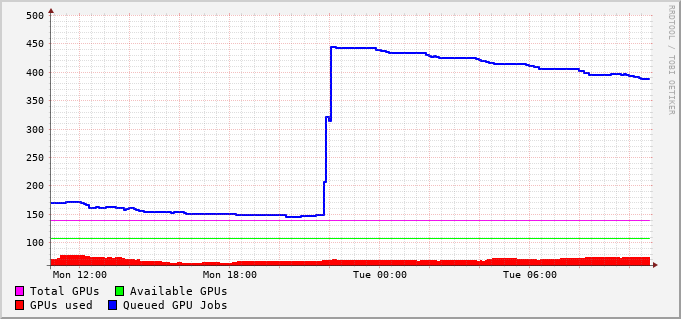 RRDTOOL / TOBI OETIKER
500
450
400
350
300
250
200
150
100
Mon 12:00 Mon 18:00 Tue 00:00 Tue 06:00
Total GPUs Available GPUs
GPUs used Queued GPU Jobs